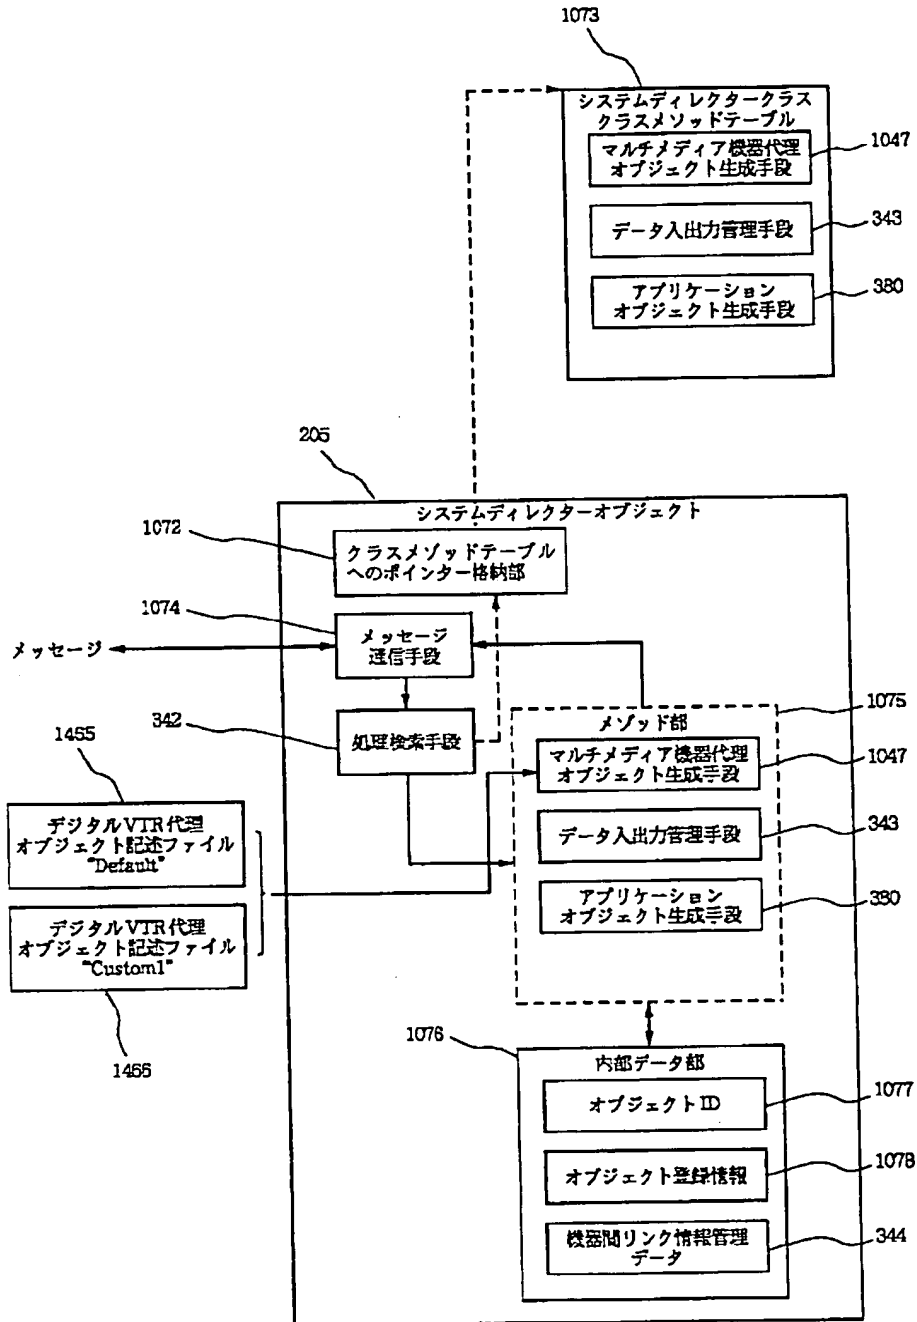 1073
システムディレクタークラス
クラスメソッドテーブル
マルチメディア機器代理
オブジェクト生成手段
1047
データ入出力管理手段
343
アプリケーション
オブジェクト生成手段
380
205
システムディレクターオブジェクト
1072
クラスメゾッドテーブル
へのポインター格納部
1074
メッセージ
送信手段
メッセージ
342
処理検索手段
1075
メゾッド部
マルチメディア機器代理
オブジェクト生成手段
1047
データ入出力管理手段
343
アプリケーション
オブジェクト生成手段
380
1455
デジタルVTR代理
オブジェクト記述ファイル
"Default"
デジタルVTR代理
オブジェクト記述ファイル
"Custom1"
1456
1076
内部データ部
オブジェクトID
1077
オブジェクト登録情報
1078
機器間リンク情報管理
データ
344